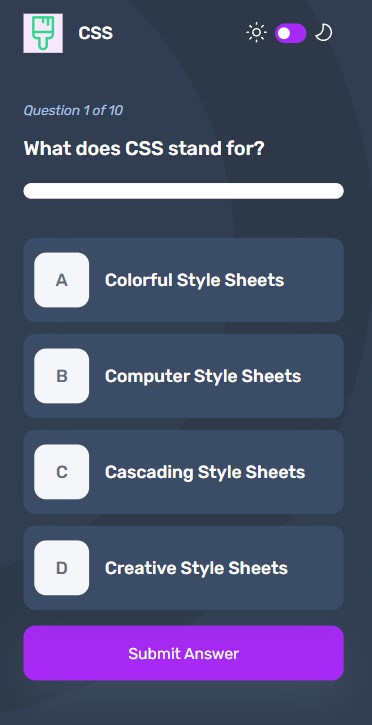 CSS
Question 1 of 10
What does CSS stand for?
A Colorful Style Sheets
B Computer Style Sheets
C Cascading Style Sheets
D Creative Style Sheets
Submit Answer